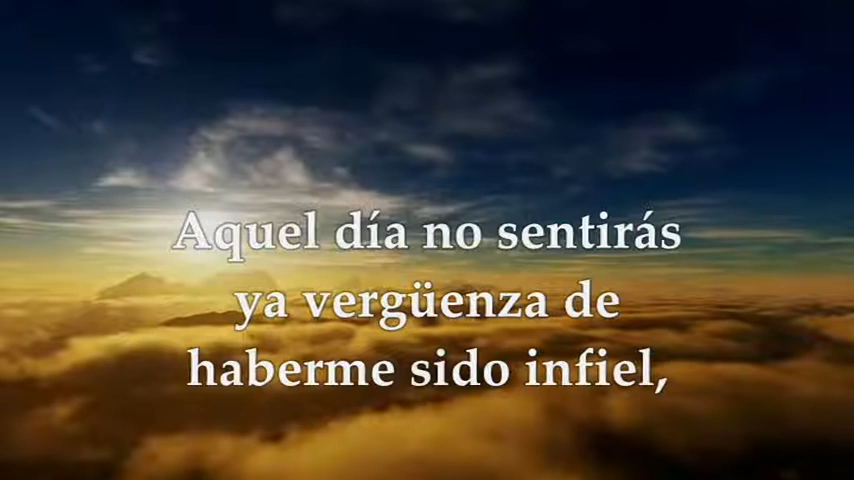 Aquel día no sentirás
ya vergüenza de
haberme sido infiel,